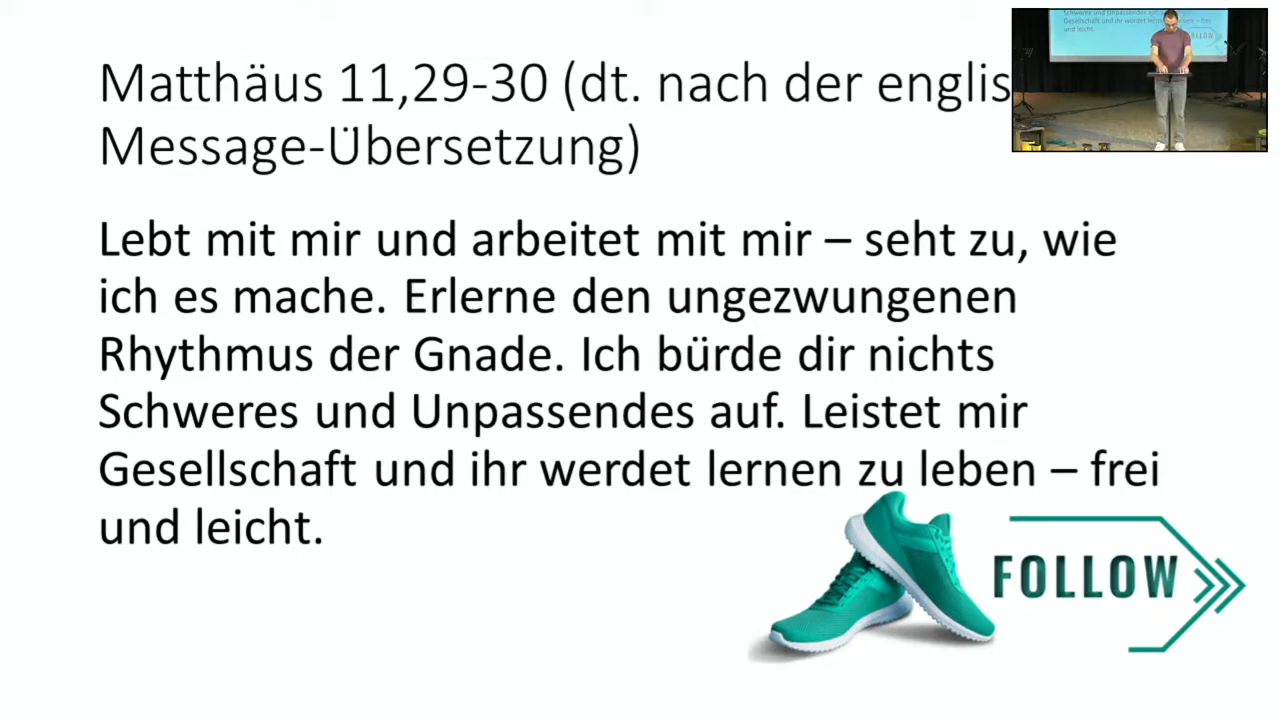 Matthäus 11,29-30 (dt. nach der englis
Message-Übersetzung)
Lebt mit mir und arbeitet mit mir – seht zu, wie
ich es mache. Erlerne den ungezwungenen
Rhythmus der Gnade. Ich bürde dir nichts
Schweres und Unpassendes auf. Leistet mir
Gesellschaft und ihr werdet lernen zu leben – frei
und leicht.
FOLLOW